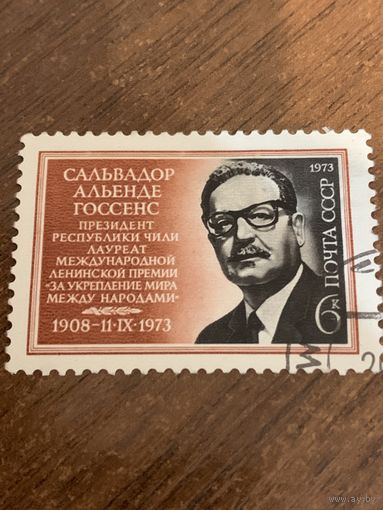 САЛЬВАДОР
АЛЬЕНДЕ
ГОССЕНС
ПРЕЗИДЕНТ
РЕСПУБЛИКИ ЧИЛИ
ЛАУРЕАТ
МЕЖДУНАРОДНОЙ
ЛЕНИНСКОЙ ПРЕМИИ
"ЗА УКРЕПЛЕНИЕ МИРА
МЕЖДУ НАРОДАМИ"
1908-11·IX·1973
1973
ПОЧТА СССР
6к